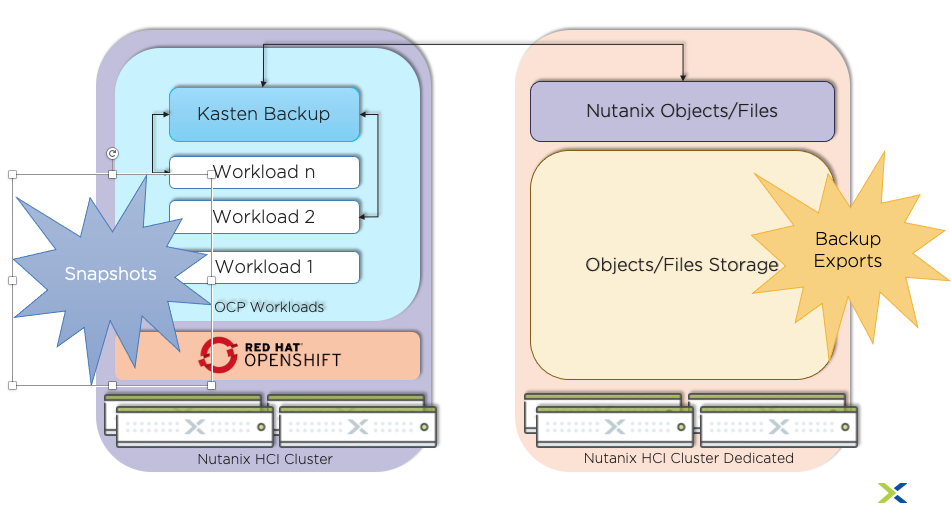 Kasten Backup
Workload n
Workload 2
Workload 1
Snapshots
OCP Workloads
RED HAT
OPENSHIFT
Nutanix HCI Cluster
Nutanix Objects/Files
Objects/Files Storage
Backup
Exports
Nutanix HCI Cluster Dedicated